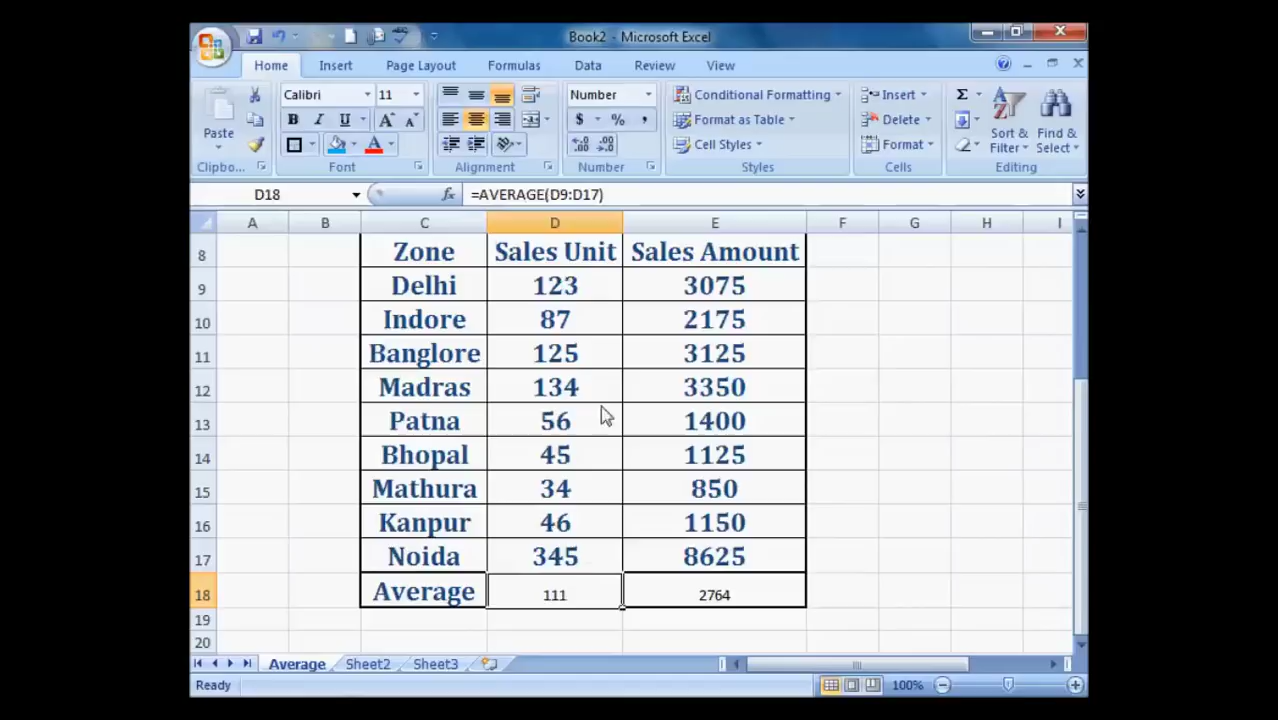 Book2 - Microsoft Excel
Home Insert Page Layout Formulas Data Review View
Paste
Calibri 11
B I U A A
A
Number
$ % ,
.00 .00
Conditional Formatting
Format as Table
Cell Styles
Insert
Delete
Format
Σ
Sort & Filter
Find & Select
Clipbo... Font Alignment Number Styles Cells Editing
D18 fx =AVERAGE(D9:D17)
A B C D E F G H I
8 Zone Sales Unit Sales Amount
9 Delhi 123 3075
10 Indore 87 2175
11 Banglore 125 3125
12 Madras 134 3350
13 Patna 56 1400
14 Bhopal 45 1125
15 Mathura 34 850
16 Kanpur 46 1150
17 Noida 345 8625
18 Average 111 2764
19
20
Average Sheet2 Sheet3
Ready 100%